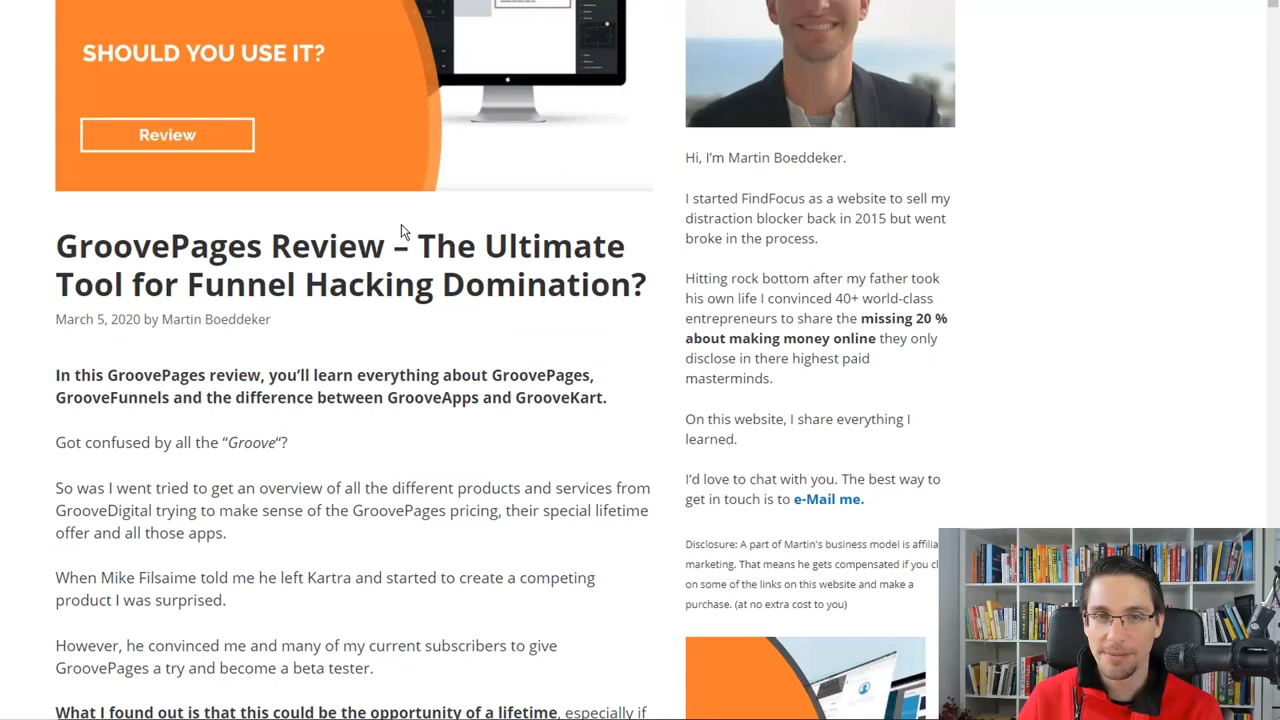 SHOULD YOU USE IT?
Review
GroovePages Review – The Ultimate
Tool for Funnel Hacking Domination?
March 5, 2020 by Martin Boeddeker
In this GroovePages review, you’ll learn everything about GroovePages,
GrooveFunnels and the difference between GrooveApps and GrooveKart.
Got confused by all the “Groove“?
So was I went tried to get an overview of all the different products and services from
GrooveDigital trying to make sense of the GroovePages pricing, their special lifetime
offer and all those apps.
When Mike Filsaime told me he left Kartra and started to create a competing
product I was surprised.
However, he convinced me and many of my current subscribers to give
GroovePages a try and become a beta tester.
What I found out is that this could be the opportunity of a lifetime, especially if
Hi, I’m Martin Boeddeker.
I started FindFocus as a website to sell my
distraction blocker back in 2015 but went
broke in the process.
Hitting rock bottom after my father took
his own life I convinced 40+ world-class
entrepreneurs to share the missing 20 %
about making money online they only
disclose in there highest paid
masterminds.
On this website, I share everything I
learned.
I’d love to chat with you. The best way to
get in touch is to e-Mail me.
Disclosure: A part of Martin's business model is affilia
marketing. That means he gets compensated if you cl
on some of the links on this website and make a
purchase. (at no extra cost to you)